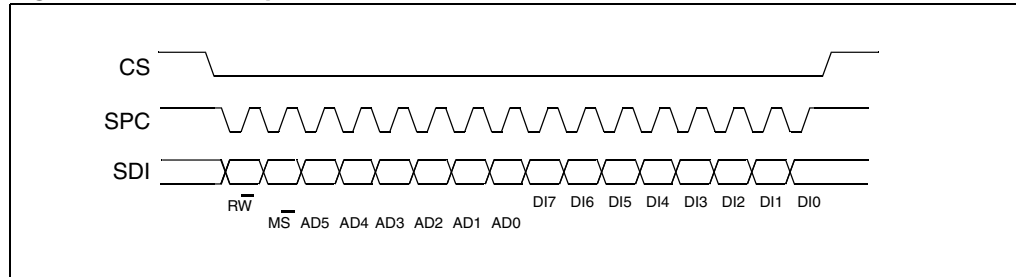 CS
SPC
SDI
RW̅ DI7 DI6 DI5 DI4 DI3 DI2 DI1 DI0
MS̅ AD5 AD4 AD3 AD2 AD1 AD0